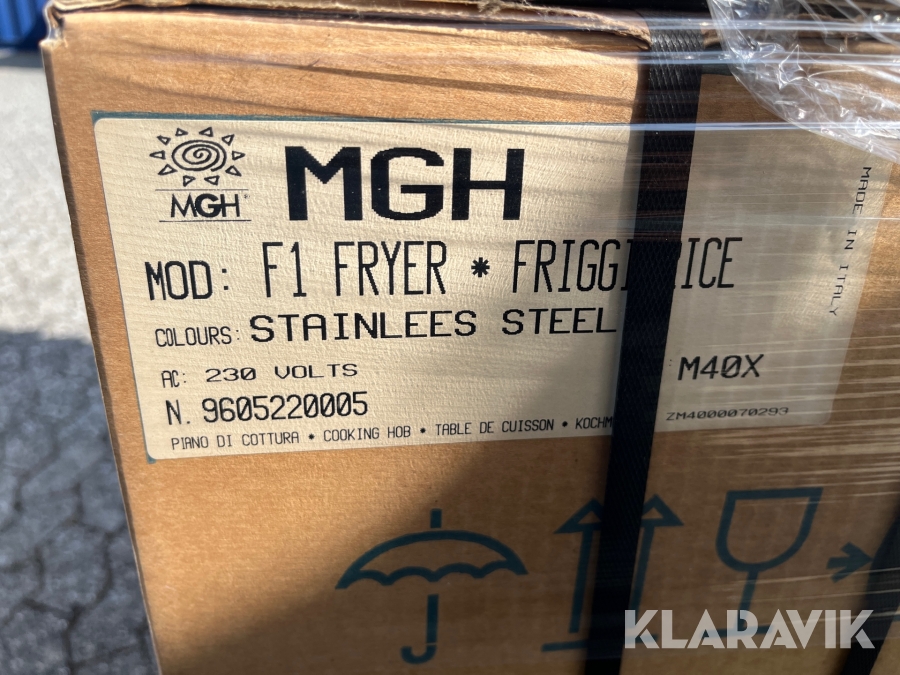 MGH
MGH
MOD: F1 FRYER * FRIGGI
COLOURS: STAINLEES STEEL
AC: 230 VOLTS
M40X
N. 9605220005
ZM4000070293
PIANO DI COTTURA • COOKING HOB • TABLE DE CUISSON •
MADE IN ITALY
KLARAVIK